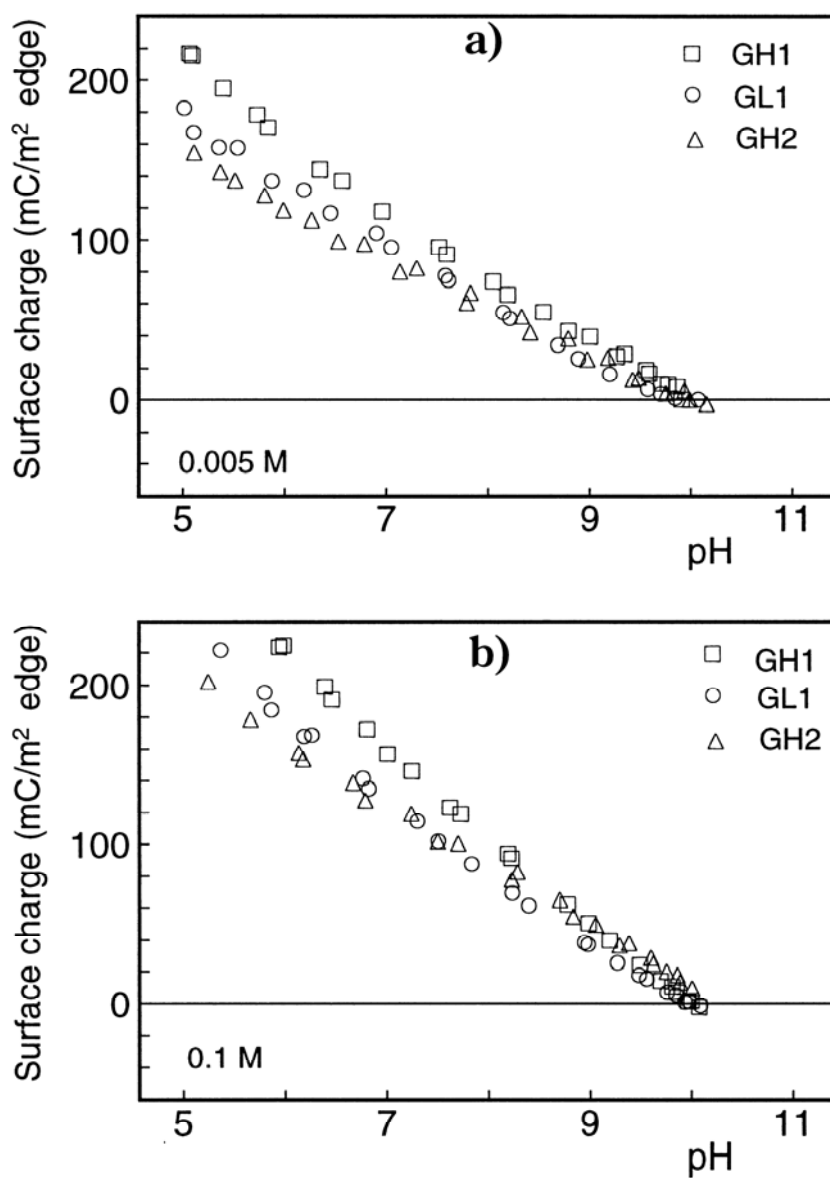 a)
GH1
GL1
GH2
200
100
0
Surface charge (mC/m² edge)
0.005 M
5 7 9 11
pH
b)
GH1
GL1
GH2
200
100
0
Surface charge (mC/m² edge)
0.1 M
5 7 9 11
pH